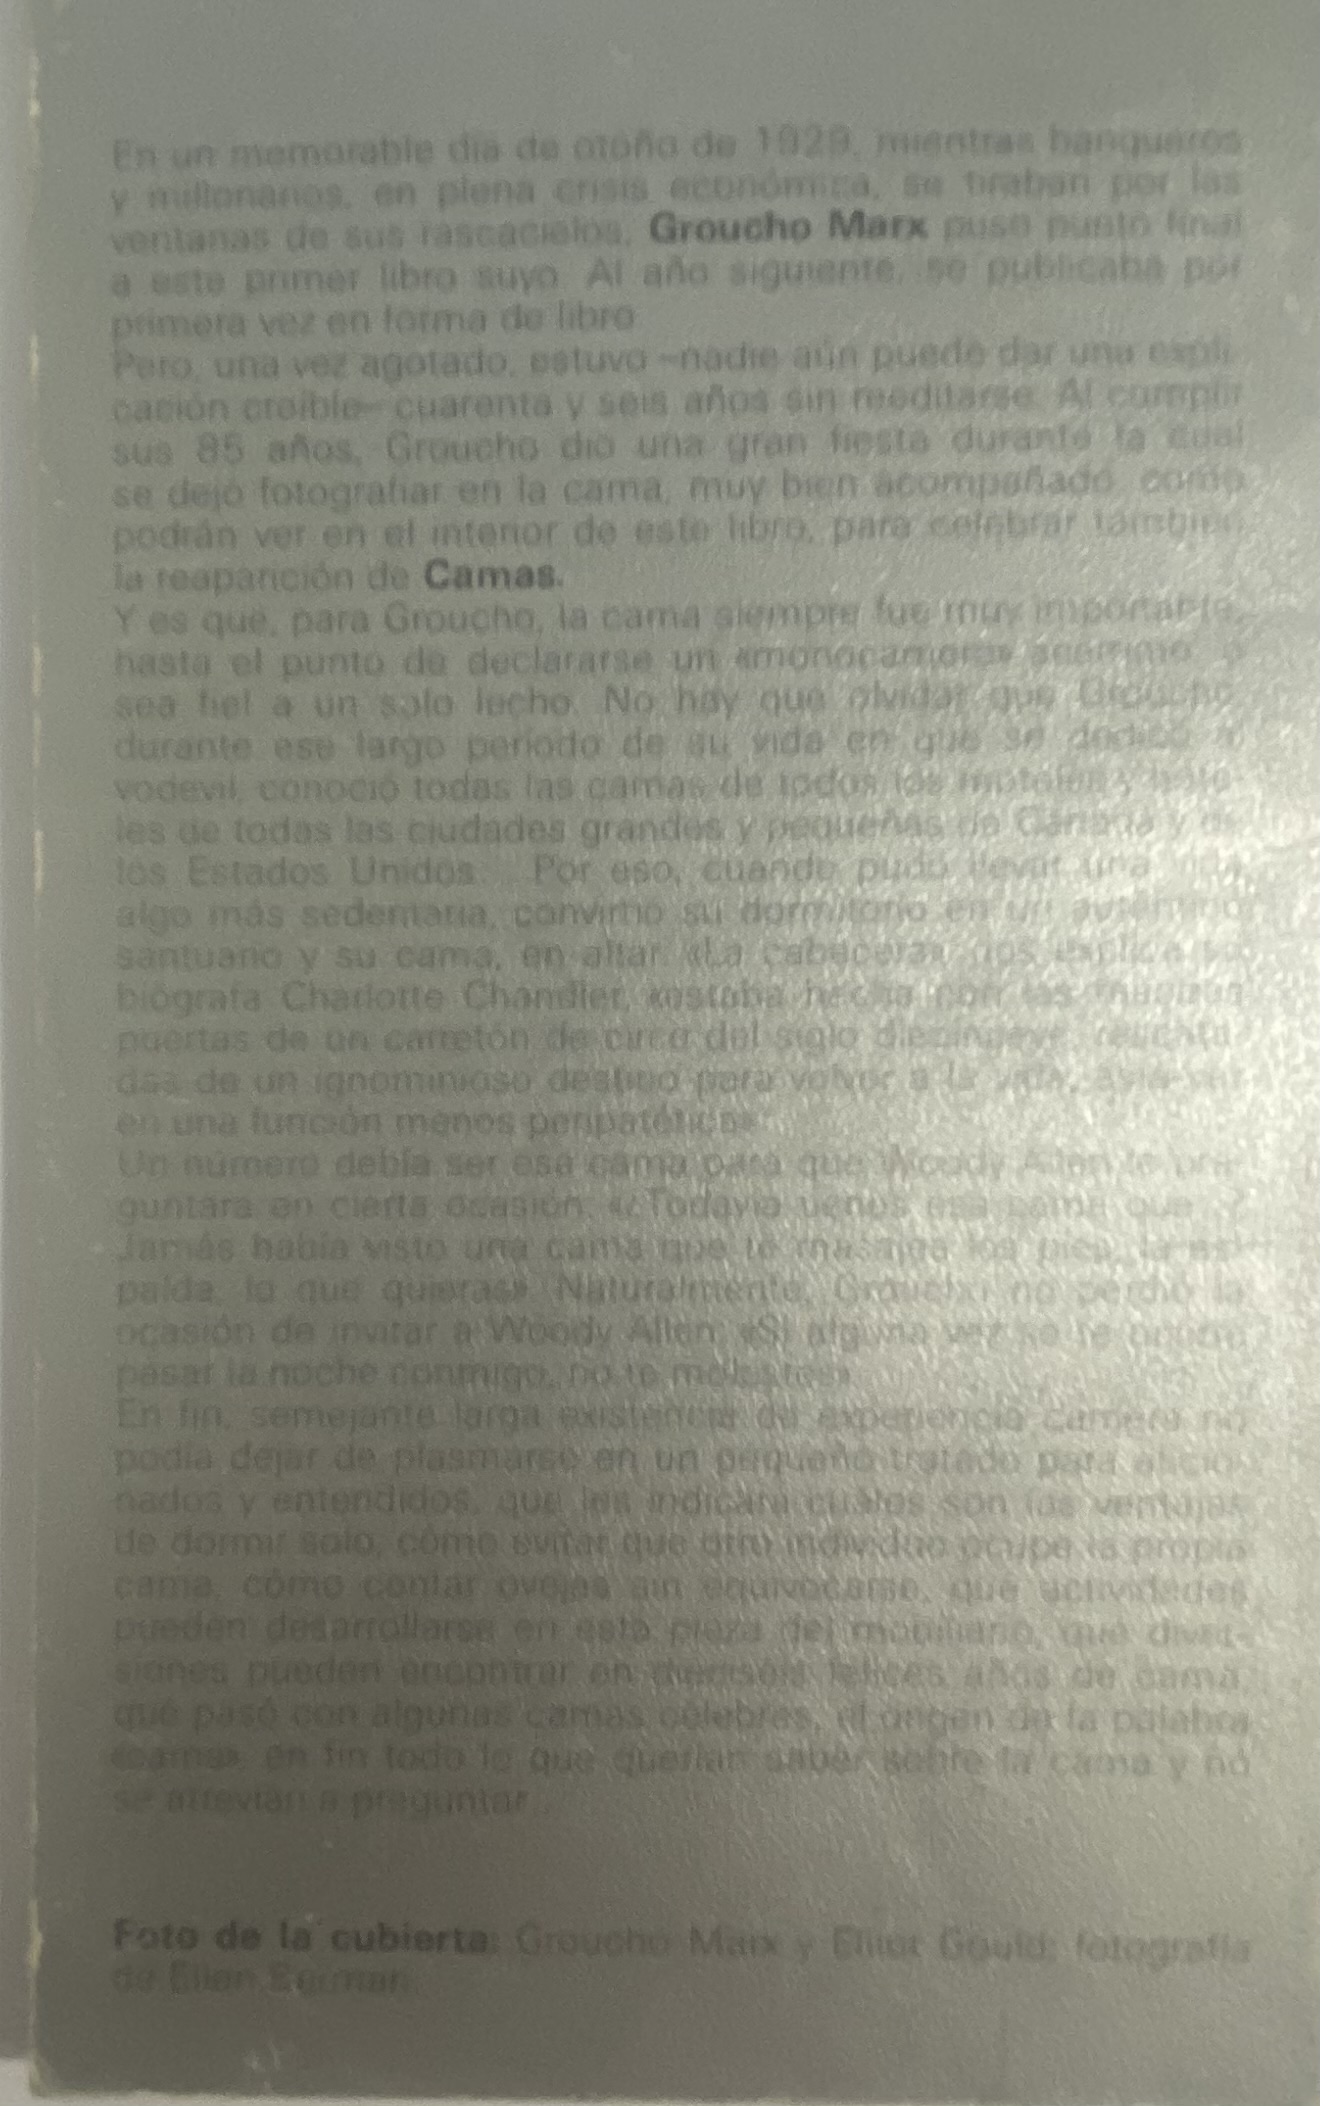 En un memorable día de otoño de 1929, mientras banqueros
y millonarios, en plena crisis económica, se tiraban por las
ventanas de sus rascacielos, Groucho Marx puso punto final
a este primer libro suyo. Al año siguiente, se publicaba por
primera vez en forma de libro.
Pero, una vez agotado, estuvo –nadie aún puede dar una expli-
cación creíble– cuarenta y seis años sin reeditarse. Al cumplir
sus 85 años, Groucho dio una gran fiesta durante la cual
se dejó fotografiar en la cama, muy bien acompañado, como
podrán ver en el interior de este libro, para celebrar también
la reaparición de Camas.
Y es que, para Groucho, la cama siempre fue muy importante,
hasta el punto de declararse un «monocamera» acérrimo, o
sea fiel a un solo lecho. No hay que olvidar que Groucho,
durante ese largo período de su vida en que se dedicó al
vodevil, conoció todas las camas de todos los moteles y hote-
les de todas las ciudades grandes y pequeñas de Canadá y de
los Estados Unidos... Por eso, cuando pudo llevar una vida
algo más sedentaria, convirtió su dormitorio en un auténtico
santuario y su cama, en altar. «La cabecera», nos explica su
biógrafa Charlotte Chandler, «estaba hecha con las macizas
puertas de un carretón de circo del siglo diecinueve, rescata-
das de un ignominioso destino para volver a la vida, esta vez
en una función menos peripatética».
Un número debía ser esa cama para que Woody Allen le pre-
guntara en cierta ocasión: «¿Todavía tienes esa cama que...?
Jamás había visto una cama que te masajea los pies, la es-
palda, lo que quieras». Naturalmente, Groucho no perdió la
ocasión de invitar a Woody Allen: «Si alguna vez se te ocurre
pasar la noche conmigo, no te molestes».
En fin, semejante larga existencia de experiencia camera no
podía dejar de plasmarse en un pequeño tratado para aficio-
nados y entendidos, que les indicara cuáles son las ventajas
de dormir solo, cómo evitar que otro individuo ocupe la propia
cama, cómo contar ovejas sin equivocarse, qué actividades
pueden desarrollarse en esta pieza del mobiliario, qué diver-
siones pueden encontrar en dieciséis felices años de cama,
qué pasó con algunas camas célebres, el origen de la palabra
«cama», en fin todo lo que querían saber sobre la cama y no
se atrevían a preguntar...
Foto de la cubierta: Groucho Marx y Elliot Gould; fotografía
de